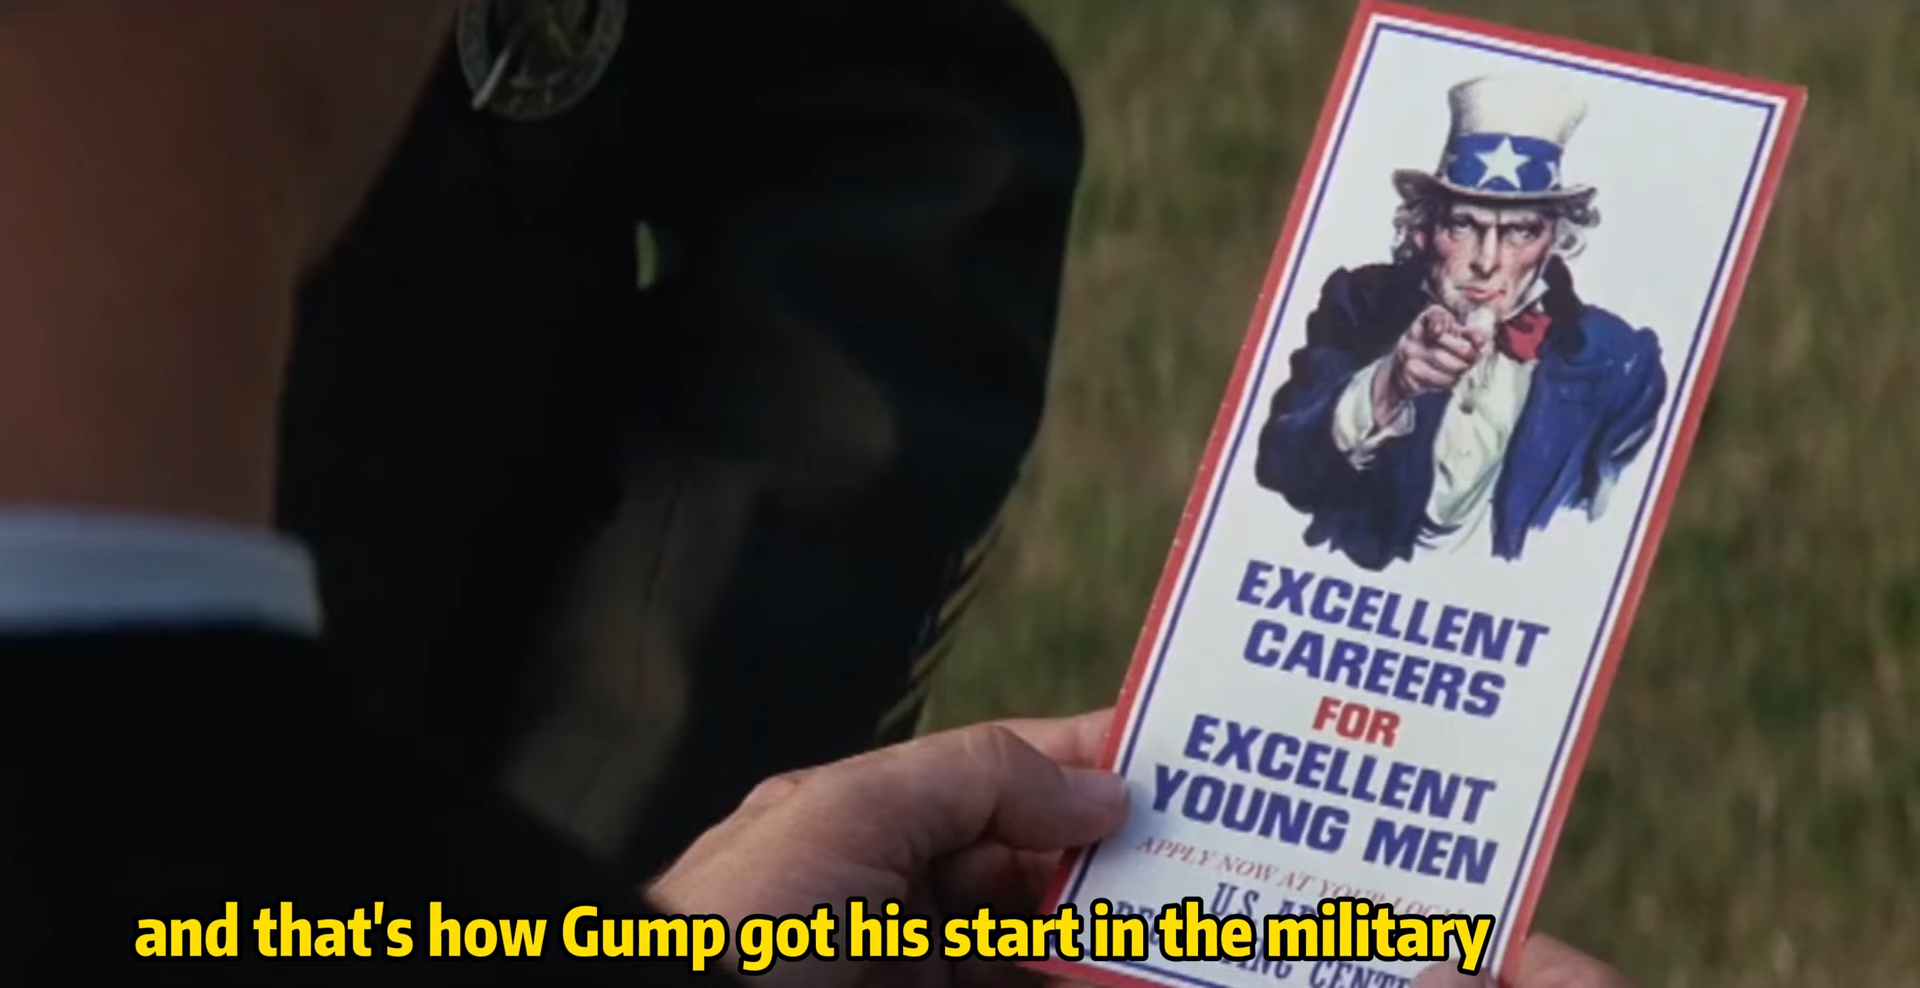 EXCELLENT
CAREERS
FOR
EXCELLENT
YOUNG MEN
APPLY NOW AT YOUR
U.S.
and that's how Gump got his start in the military